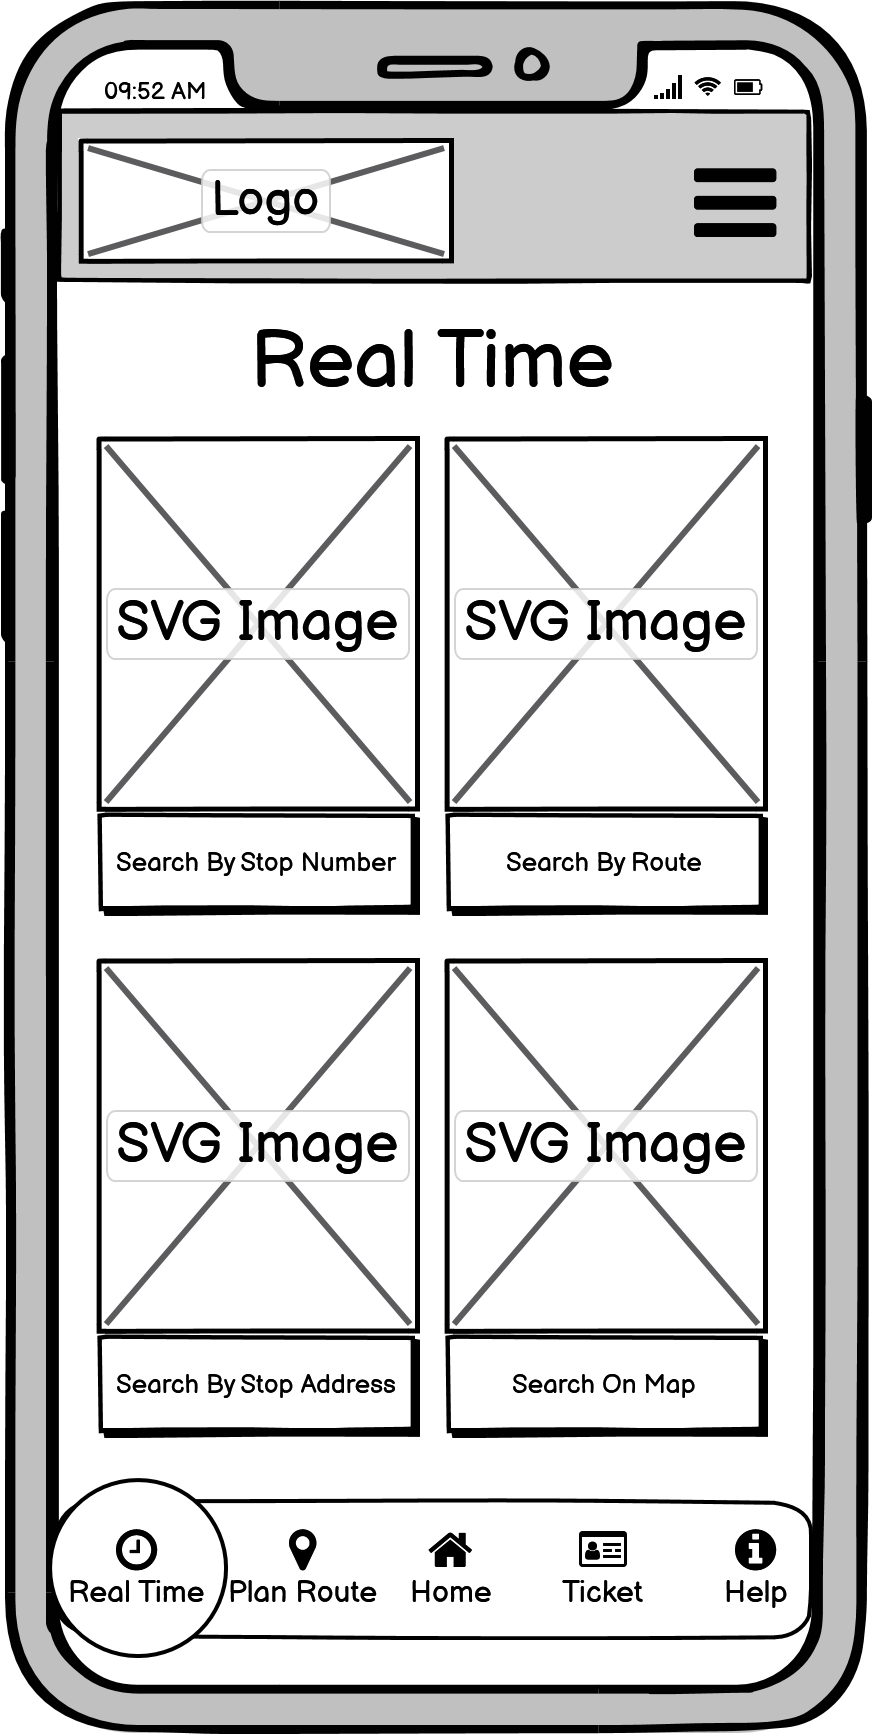 09:52 AM
Logo
Real Time
SVG Image SVG Image
Search By Stop Number Search By Route
SVG Image SVG Image
Search By Stop Address Search On Map
Real Time Plan Route Home Ticket Help